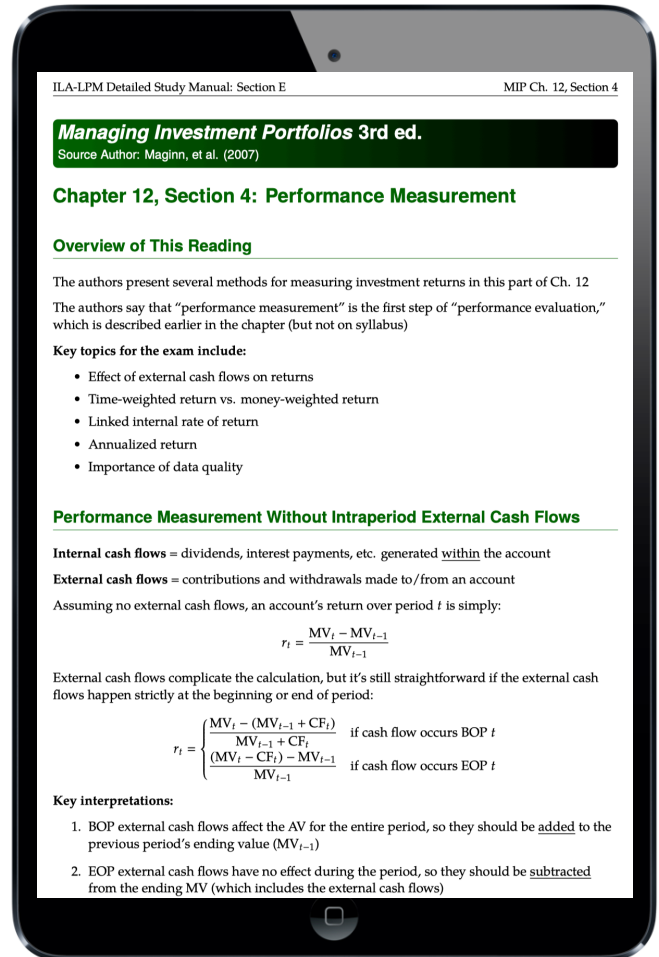 ILA-LPM Detailed Study Manual: Section E MIP Ch. 12, Section 4
Managing Investment Portfolios 3rd ed.
Source Author: Maginn, et al. (2007)
Chapter 12, Section 4: Performance Measurement
Overview of This Reading
The authors present several methods for measuring investment returns in this part of Ch. 12
The authors say that “performance measurement” is the first step of “performance evaluation,”
which is described earlier in the chapter (but not on syllabus)
Key topics for the exam include:
• Effect of external cash flows on returns
• Time-weighted return vs. money-weighted return
• Linked internal rate of return
• Annualized return
• Importance of data quality
Performance Measurement Without Intraperiod External Cash Flows
Internal cash flows = dividends, interest payments, etc. generated within the account
External cash flows = contributions and withdrawals made to/from an account
Assuming no external cash flows, an account’s return over period t is simply:
r_t = (MV_t − MV_{t−1}) / MV_{t−1}
External cash flows complicate the calculation, but it’s still straightforward if the external cash
flows happen strictly at the beginning or end of period:
r_t = { (MV_t − (MV_{t−1} + CF_t)) / (MV_{t−1} + CF_t) if cash flow occurs BOP t
((MV_t − CF_t) − MV_{t−1}) / MV_{t−1} if cash flow occurs EOP t
Key interpretations:
1. BOP external cash flows affect the AV for the entire period, so they should be added to the
previous period’s ending value (MV_{t−1})
2. EOP external cash flows have no effect during the period, so they should be subtracted
from the ending MV (which includes the external cash flows)